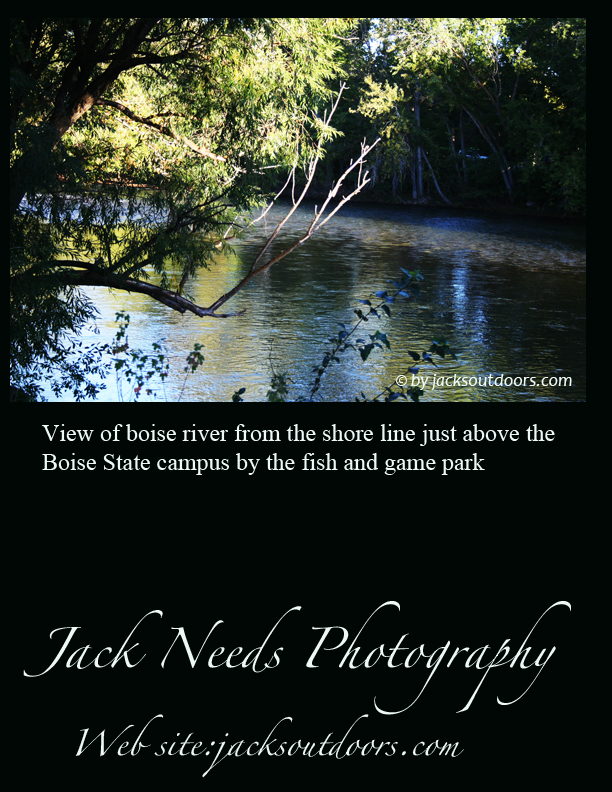 © by jacksoutdoors.com
View of boise river from the shore line just above the
Boise State campus by the fish and game park
Jack Needs Photography
Web site:jacksoutdoors.com